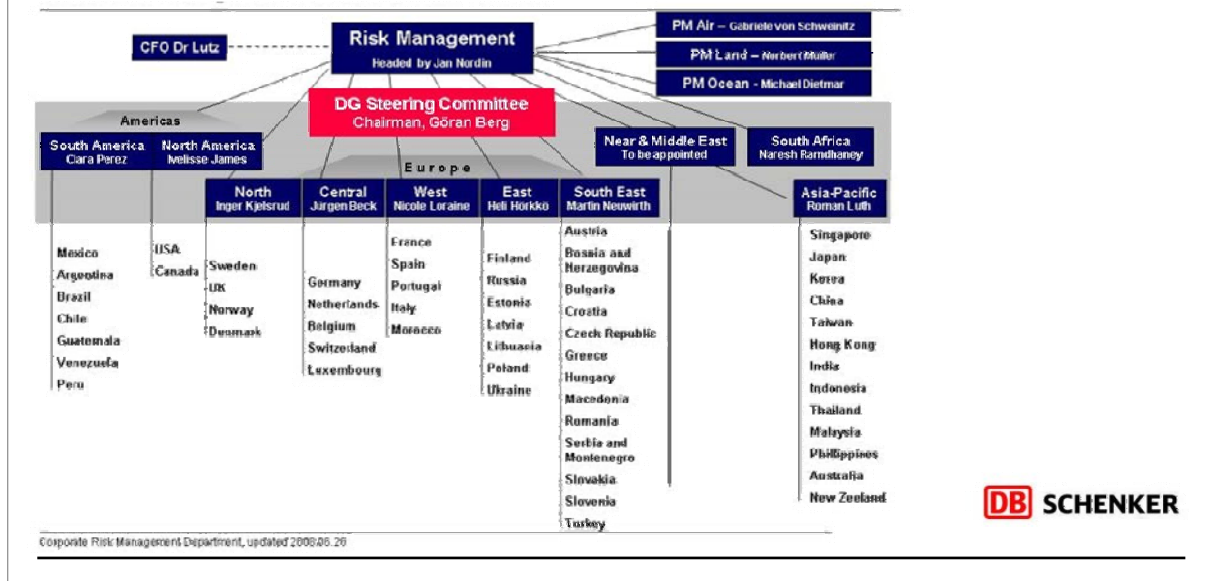 CFO Dr Lutz
Risk Management
Headed by Jan Nordin
PM Air – Gabriele von Schweinitz
PM Land – Norbert Müller
PM Ocean - Michael Dietmar
DG Steering Committee
Chairman, Göran Berg
Americas
South America
Clara Perez
North America
Ivelisse James
Near & Middle East
To be appointed
South Africa
Naresh Ramdhaney
Europe
North
Inger Kjelsrud
Central
Jürgen Beck
West
Nicole Loraine
East
Heli Hörkkö
South East
Martin Neuwirth
Asia-Pacific
Roman Luth
Mexico
Argentina
Brazil
Chile
Guatemala
Venezuela
Peru
USA
Canada
Sweden
UK
Norway
Denmark
Germany
Netherlands
Belgium
Switzerland
Luxembourg
France
Spain
Portugal
Italy
Morocco
Finland
Russia
Estonia
Latvia
Lithuania
Poland
Ukraine
Austria
Bosnia and
Herzegovina
Bulgaria
Croatia
Czech Republic
Greece
Hungary
Macedonia
Romania
Serbia and
Montenegro
Slovakia
Slovenia
Turkey
Singapore
Japan
Korea
China
Taiwan
Hong Kong
India
Indonesia
Thailand
Malaysia
Phillippines
Australia
New Zeeland
DB SCHENKER
Corporate Risk Management Department, updated 2008.06.26